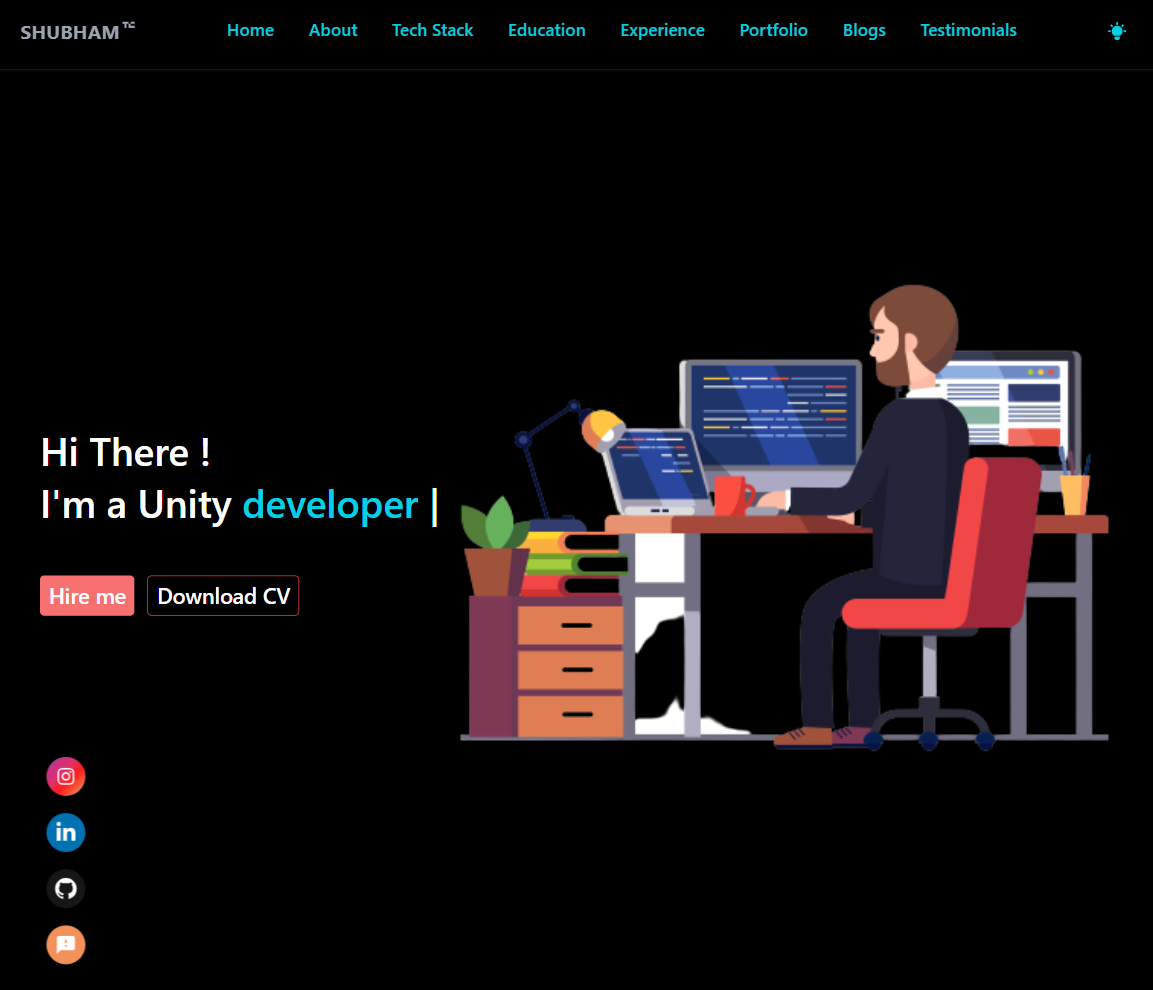 SHUBHAM TC
Home About Tech Stack Education Experience Portfolio Blogs Testimonials
Hi There !
I'm a Unity developer |
Hire me Download CV
in